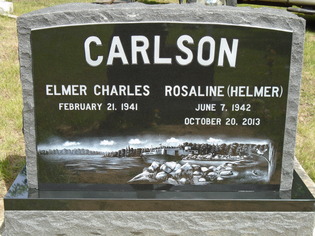 CARLSON
ELMER CHARLES ROSALINE (HELMER)
FEBRUARY 21, 1941 JUNE 7, 1942
OCTOBER 20, 2013